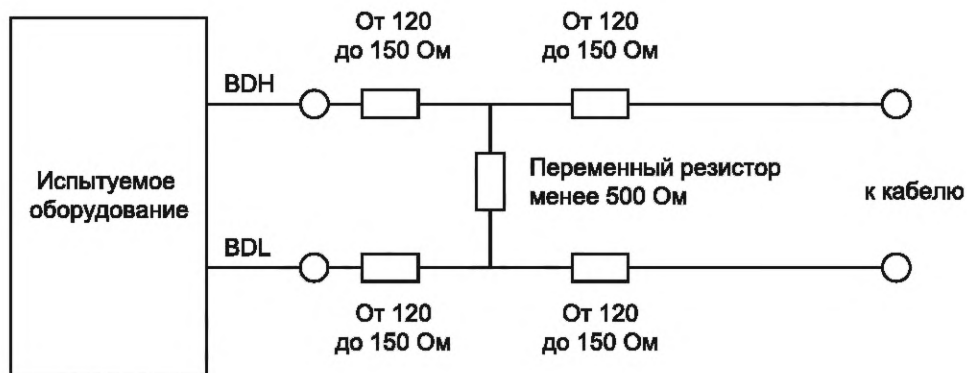 От 120
до 150 Ом
От 120
до 150 Ом
BDH
Испытуемое
оборудование
Переменный резистор
менее 500 Ом
к кабелю
BDL
От 120
до 150 Ом
От 120
до 150 Ом